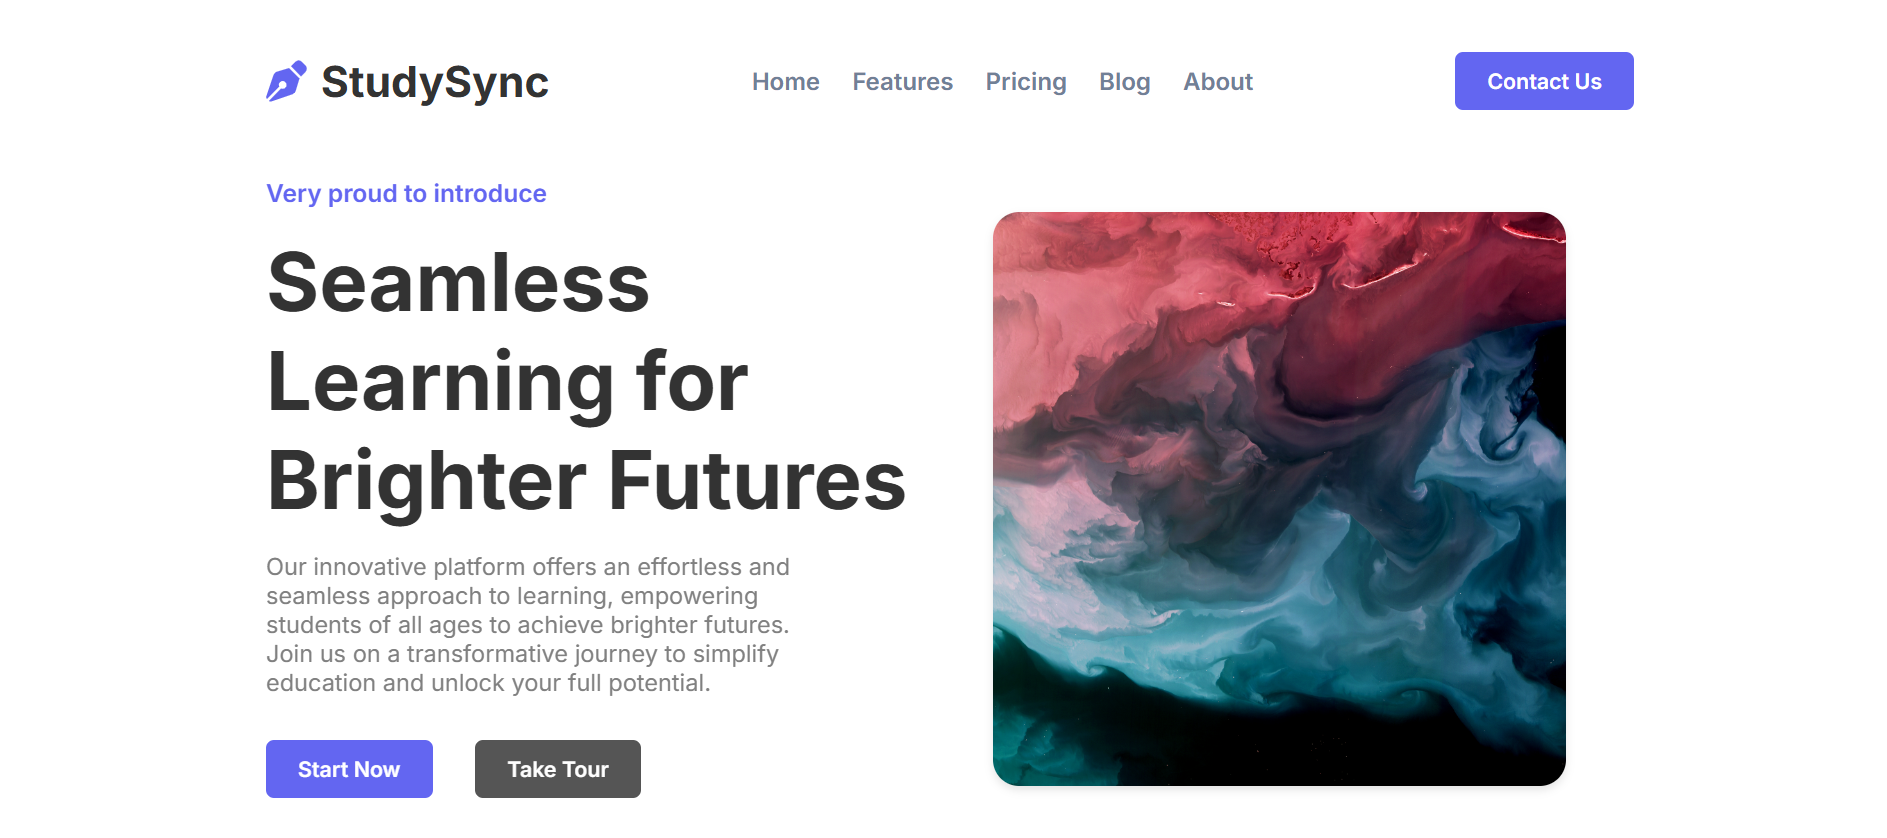 StudySync
Home Features Pricing Blog About
Contact Us
Very proud to introduce
Seamless
Learning for
Brighter Futures
Our innovative platform offers an effortless and
seamless approach to learning, empowering
students of all ages to achieve brighter futures.
Join us on a transformative journey to simplify
education and unlock your full potential.
Start Now
Take Tour